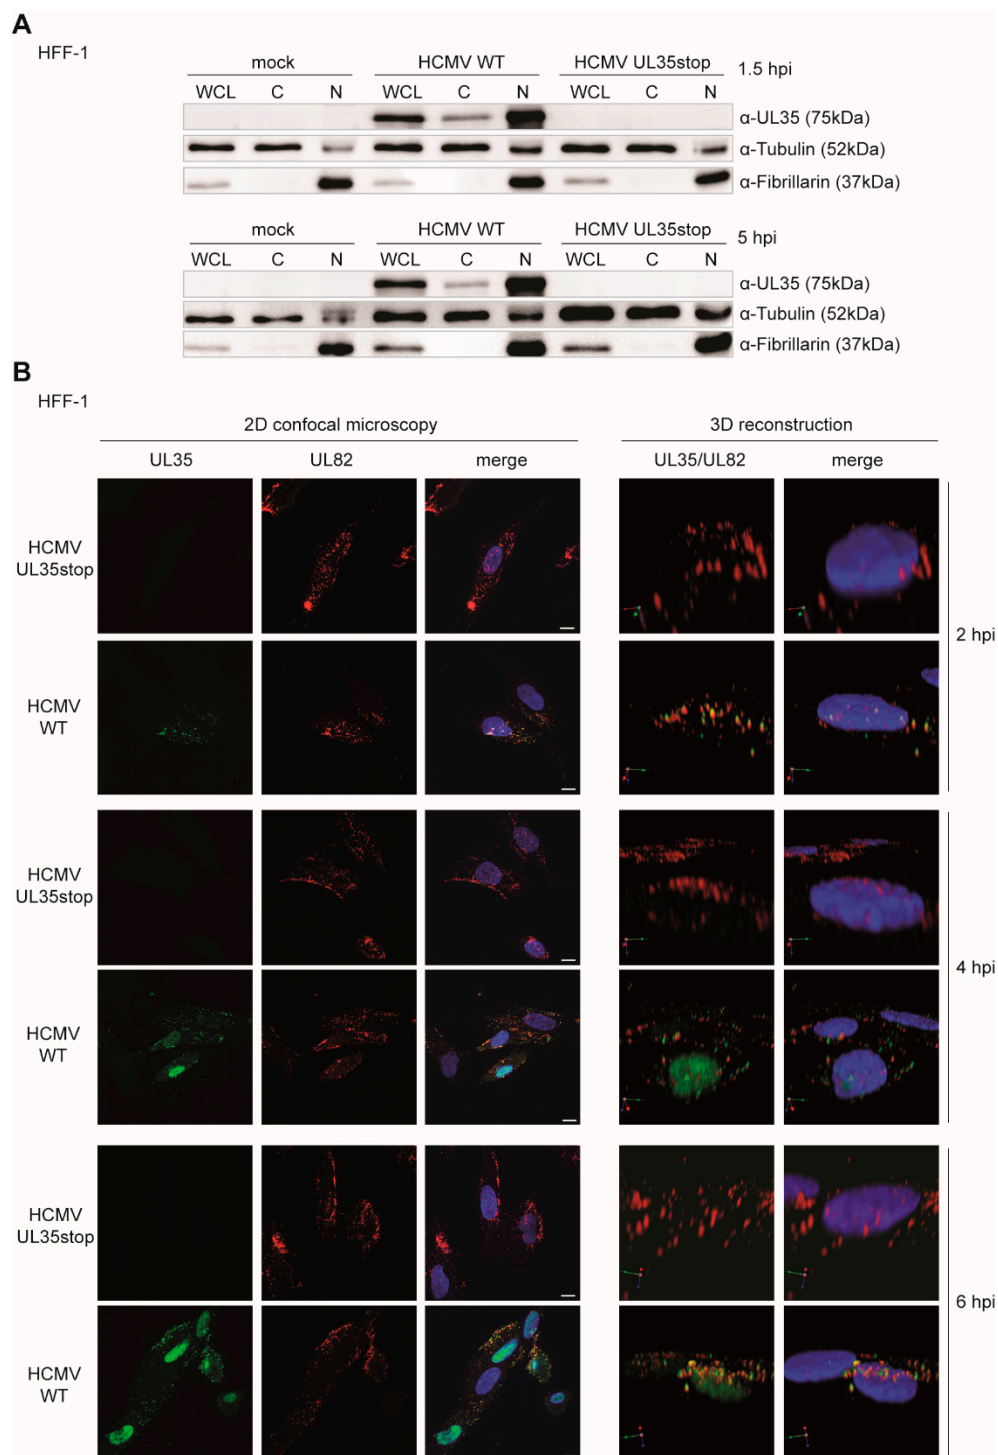 A
HFF-1
mock HCMV WT HCMV UL35stop 1.5 hpi
WCL C N WCL C N WCL C N
α-UL35 (75kDa)
α-Tubulin (52kDa)
α-Fibrillarin (37kDa)
mock HCMV WT HCMV UL35stop 5 hpi
WCL C N WCL C N WCL C N
α-UL35 (75kDa)
α-Tubulin (52kDa)
α-Fibrillarin (37kDa)
B
HFF-1
2D confocal microscopy 3D reconstruction
UL35 UL82 merge UL35/UL82 merge
HCMV
UL35stop
2 hpi
HCMV
WT
HCMV
UL35stop
4 hpi
HCMV
WT
HCMV
UL35stop
6 hpi
HCMV
WT